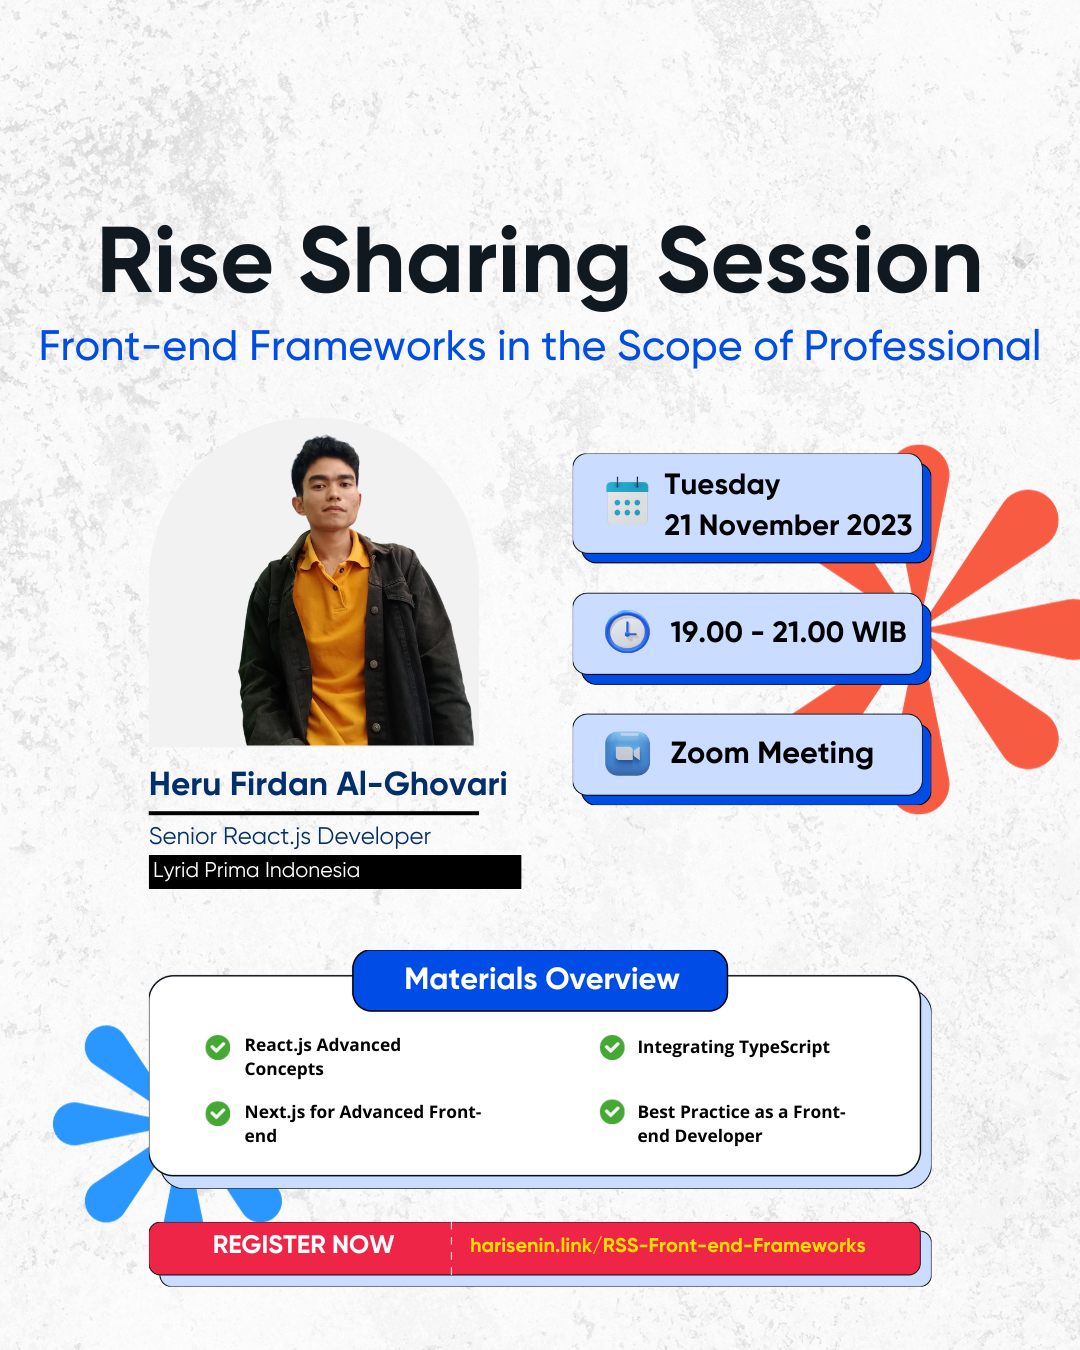 Rise Sharing Session
Front-end Frameworks in the Scope of Professional
Tuesday
21 November 2023
19.00 - 21.00 WIB
Zoom Meeting
Heru Firdan Al-Ghovari
Senior React.js Developer
Lyrid Prima Indonesia
Materials Overview
React.js Advanced
Concepts
Integrating TypeScript
Next.js for Advanced Front-
end
Best Practice as a Front-
end Developer
REGISTER NOW
harisenin.link/RSS-Front-end-Frameworks